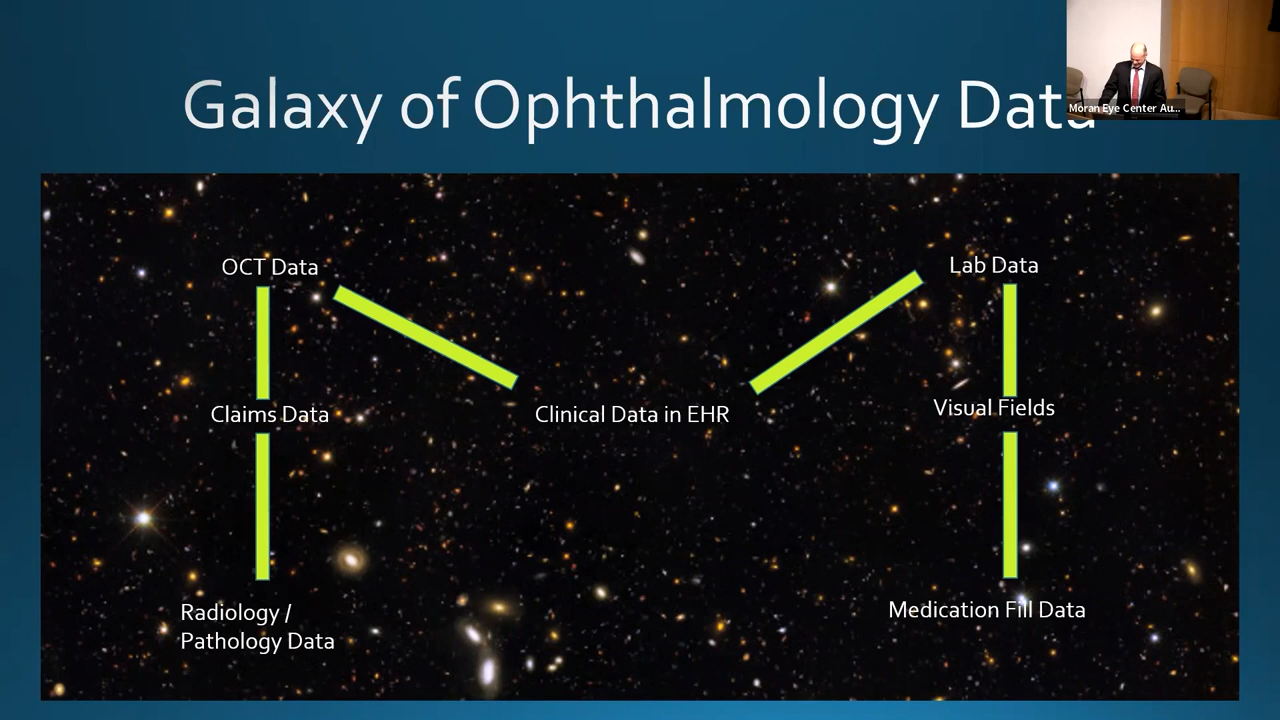 Galaxy of Ophthalmology Data
Moran Eye Center Au...
OCT Data
Lab Data
Claims Data
Clinical Data in EHR
Visual Fields
Radiology /
Pathology Data
Medication Fill Data